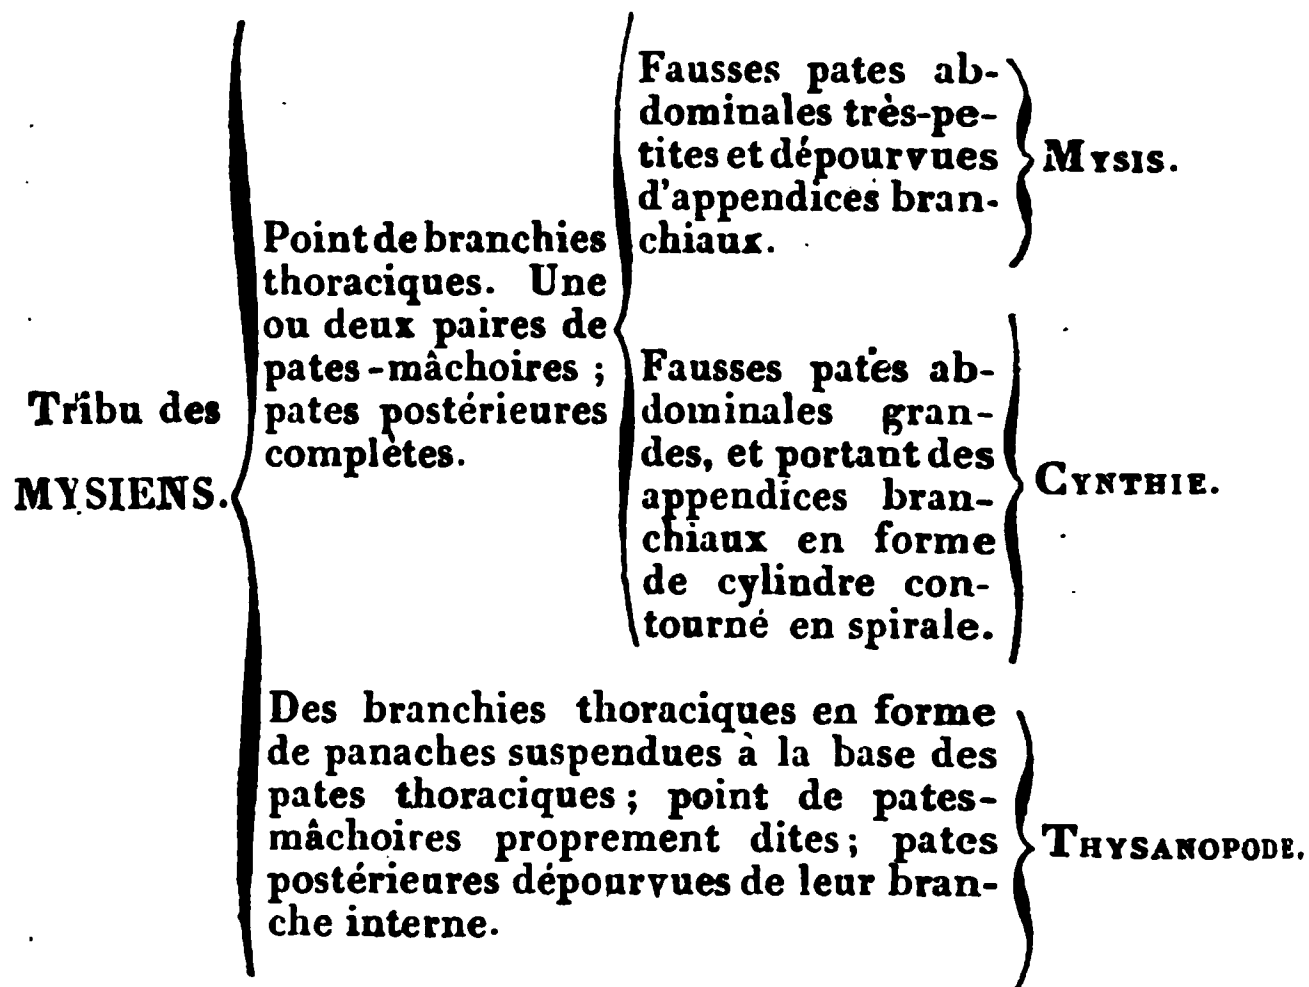 Tribu des
MYSIENS.
Point de branchies
thoraciques. Une
ou deux paires de
pates-mâchoires ;
pates postérieures
complètes.
Fausses pates ab-
dominales très-pe-
tites et dépourvues
d'appendices bran-
chiaux.
MYSIS.
Fausses pates ab-
dominales gran-
des, et portant des
appendices bran-
chiaux en forme
de cylindre con-
tourné en spirale.
CYNTHIE.
Des branchies thoraciques en forme
de panaches suspendues à la base des
pates thoraciques ; point de pates-
mâchoires proprement dites ; pates
postérieures dépourvues de leur bran-
che interne.
THYSANOPODE.